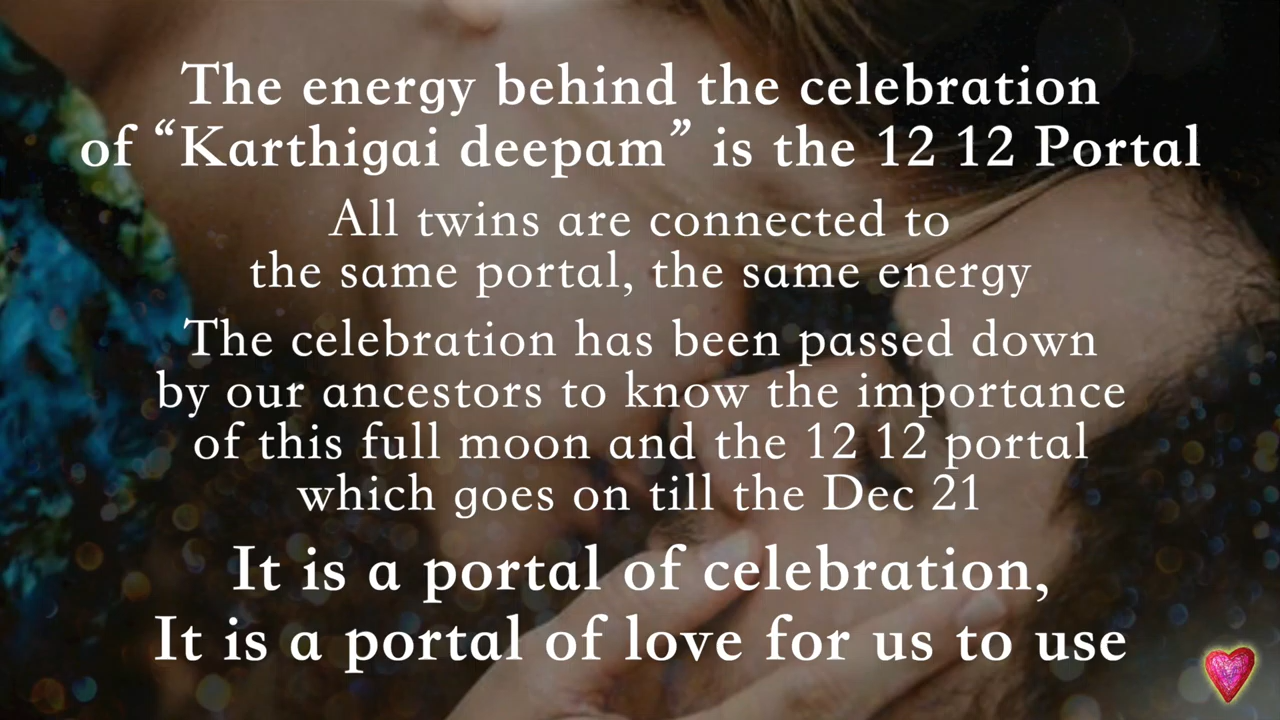 The energy behind the celebration
of “Karthigai deepam” is the 12 12 Portal
All twins are connected to
the same portal, the same energy
The celebration has been passed down
by our ancestors to know the importance
of this full moon and the 12 12 portal
which goes on till the Dec 21
It is a portal of celebration,
It is a portal of love for us to use